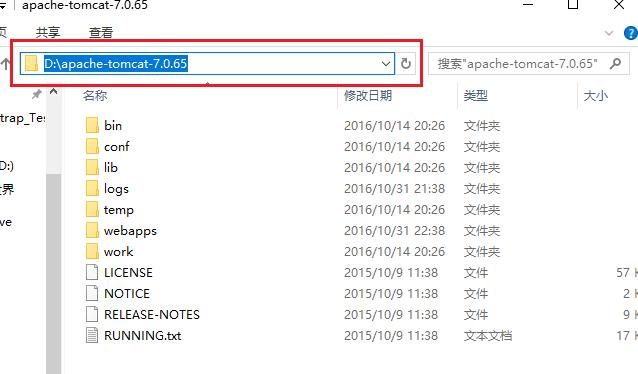 apache-tomcat-7.0.65
共享 查看
D:\apache-tomcat-7.0.65 搜索"apache-tomcat-7.0.65"
名称 修改日期 类型 大小
bin 2016/10/14 20:26 文件夹
conf 2016/10/14 20:26 文件夹
lib 2016/10/14 20:26 文件夹
logs 2016/10/31 21:38 文件夹
temp 2016/10/14 20:26 文件夹
webapps 2016/10/31 22:38 文件夹
work 2016/10/14 20:26 文件夹
LICENSE 2015/10/9 11:38 文件 57 K
NOTICE 2015/10/9 11:38 文件 2 K
RELEASE-NOTES 2015/10/9 11:38 文件 9 K
RUNNING.txt 2015/10/9 11:38 文本文档 17 K
trap_Tes
D:)
世界
ve